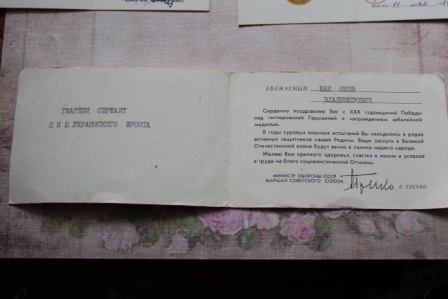 ГВАРДИИ СЕРЖАНТ
УКРАИНСКОГО ФРОНТА
УВАЖАЕМЫЙ
ВЛАДИМИРОВИЧ
Сердечно поздравляю Вас с XXX годовщиной Победы
над гитлеровской Германией и награждением юбилейной
медалью.
В годы суровых военных испытаний Вы находились в рядах
активных защитников нашей Родины. Ваши заслуги в Великой
Отечественной войне будут вечно в памяти нашего народа.
Желаю Вам крепкого здоровья, счастья в жизни и успехов
в труде на благо социалистической Отчизны.
МИНИСТР ОБОРОНЫ СССР
МАРШАЛ СОВЕТСКОГО СОЮЗА
А. ГРЕЧКО